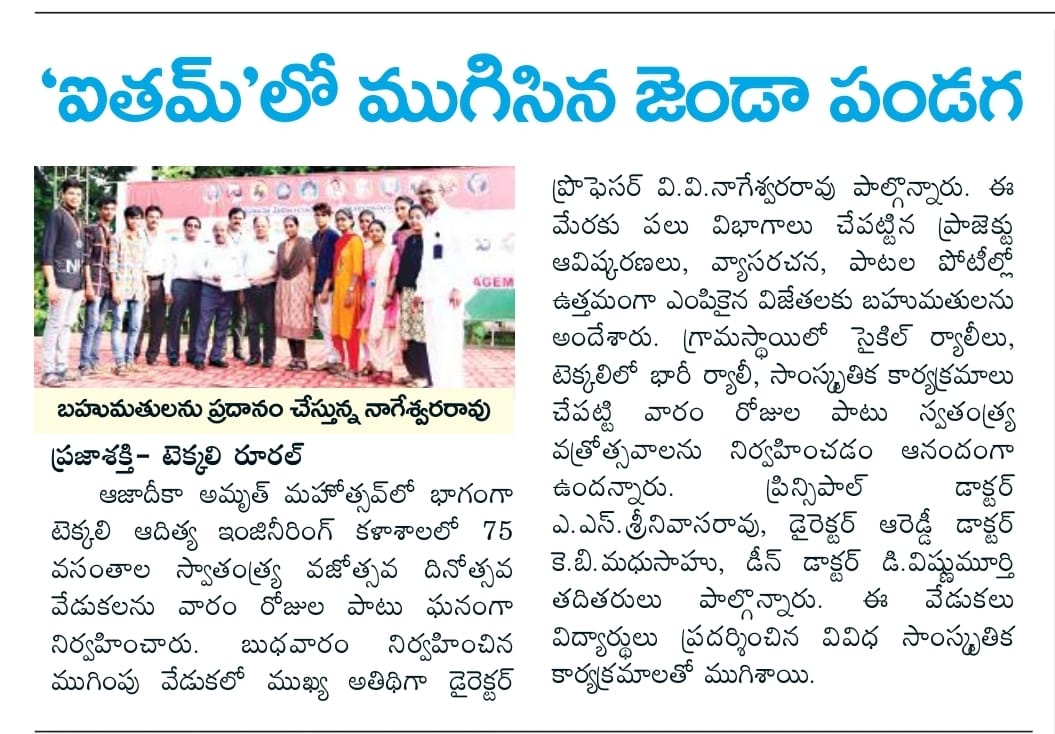 ‘ఐతమ్’లో ముగిసిన జెండా పండగ
AGEM
బహుమతులను ప్రదానం చేస్తున్న నాగేశ్వరరావు
ప్రజాశక్తి- టెక్కలి రూరల్
ఆజాదీకా అమృత్ మహోత్సవ్‌లో భాగంగా
టెక్కలి ఆదిత్య ఇంజినీరింగ్ కళాశాలలో 75
వసంతాల స్వాతంత్ర్య వజోత్సవ దినోత్సవ
వేడుకలను వారం రోజుల పాటు ఘనంగా
నిర్వహించారు. బుధవారం నిర్వహించిన
ముగింపు వేడుకలో ముఖ్య అతిథిగా డైరెక్టర్
ప్రొఫెసర్ వి.వి.నాగేశ్వరరావు పాల్గొన్నారు. ఈ
మేరకు పలు విభాగాలు చేపట్టిన ప్రాజెక్టు
ఆవిష్కరణలు, వ్యాసరచన, పాటల పోటీల్లో
ఉత్తమంగా ఎంపికైన విజేతలకు బహుమతులను
అందేశారు. గ్రామస్థాయిలో సైకిల్ ర్యాలీలు,
టెక్కలిలో భారీ ర్యాలీ, సాంస్కృతిక కార్యక్రమాలు
చేపట్టి వారం రోజుల పాటు స్వతంత్ర్య
వత్రోత్సవాలను నిర్వహించడం ఆనందంగా
ఉందన్నారు. ప్రిన్సిపాల్ డాక్టర్
ఎ.ఎస్.శ్రీనివాసరావు, డైరెక్టర్ ఆరెడ్డీ డాక్టర్
కె.బి.మధుసాహు, డీన్ డాక్టర్ డి.విష్ణుమూర్తి
తదితరులు పాల్గొన్నారు. ఈ వేడుకలు
విద్యార్థులు ప్రదర్శించిన వివిధ సాంస్కృతిక
కార్యక్రమాలతో ముగిశాయి.